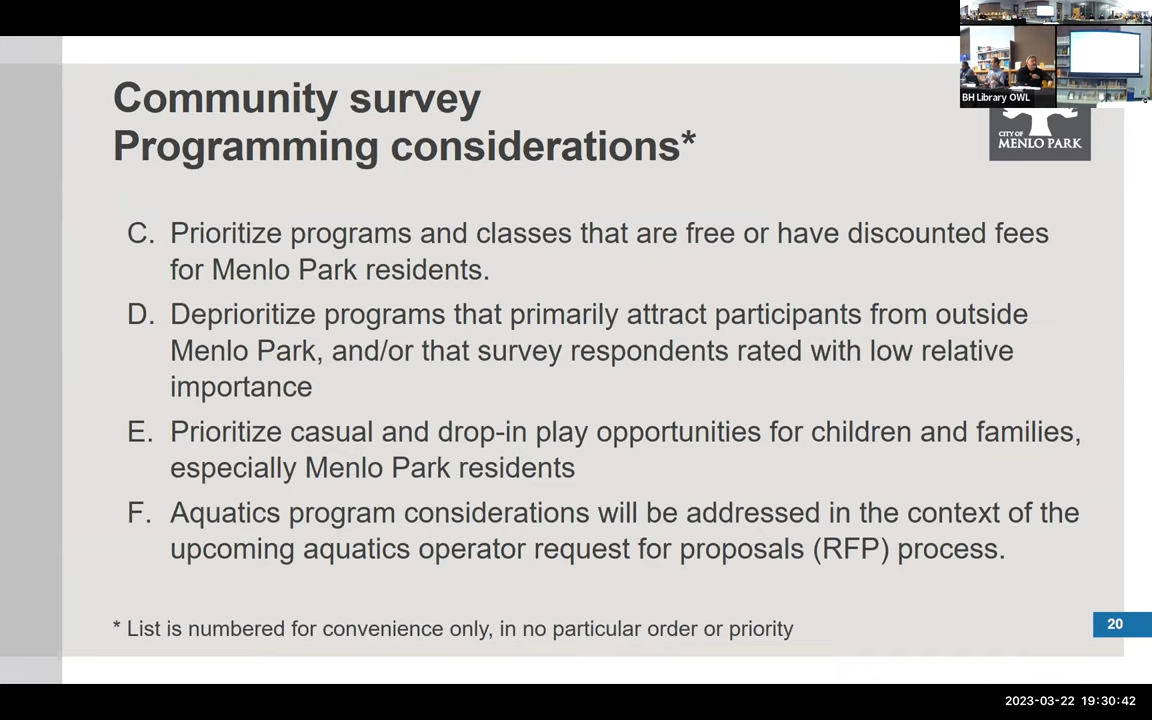 BH Library OWL
CITY OF
MENLO PARK
Community survey
Programming considerations*
C. Prioritize programs and classes that are free or have discounted fees
for Menlo Park residents.
D. Deprioritize programs that primarily attract participants from outside
Menlo Park, and/or that survey respondents rated with low relative
importance
E. Prioritize casual and drop-in play opportunities for children and families,
especially Menlo Park residents
F. Aquatics program considerations will be addressed in the context of the
upcoming aquatics operator request for proposals (RFP) process.
* List is numbered for convenience only, in no particular order or priority
20
2023-03-22 19:30:42